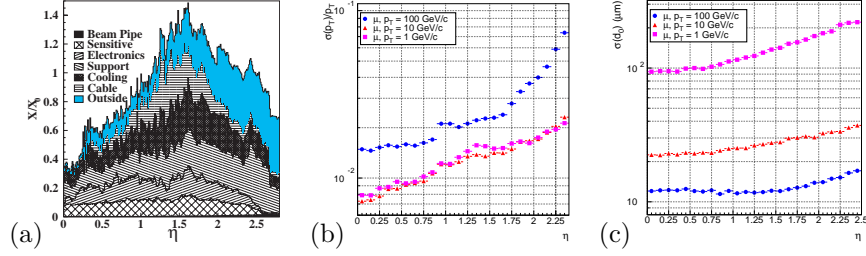 X/X0
1.4
1.2
1
0.8
0.6
0.4
0.2
0
Beam Pipe
Sensitive
Electronics
Support
Cooling
Cable
Outside
0 0.5 1 1.5 2 2.5
η
(a)
σ(pT)/pT
10⁻¹
10⁻²
μ, pT = 100 GeV/c
μ, pT = 10 GeV/c
μ, pT = 1 GeV/c
0 0.25 0.5 0.75 1 1.25 1.5 1.75 2 2.25
η
(b)
σ(d0) (μm)
10²
10
μ, pT = 100 GeV/c
μ, pT = 10 GeV/c
μ, pT = 1 GeV/c
0 0.25 0.5 0.75 1 1.25 1.5 1.75 2 2.25 2.5
η
(c)